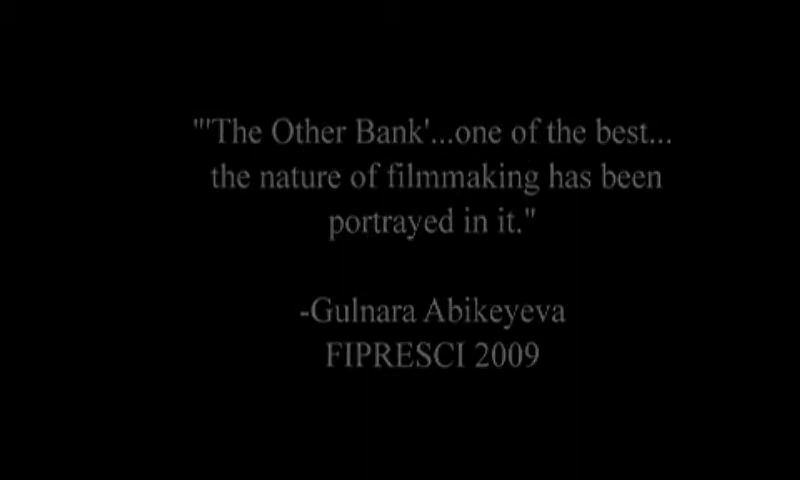 "'The Other Bank'...one of the best...
the nature of filmmaking has been
portrayed in it."
-Gulnara Abikeyeva
FIPRESCI 2009